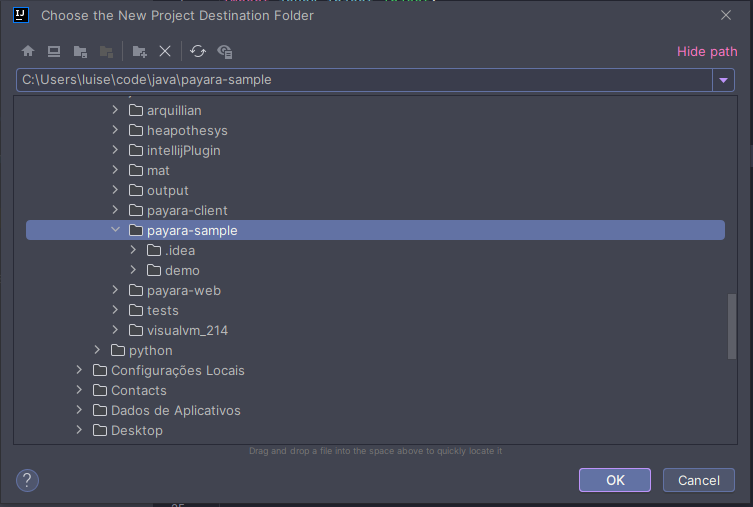 IJ Choose the New Project Destination Folder
Hide path
C:\Users\luise\code\java\payara-sample
arquillian
heapothesys
intellijPlugin
mat
output
payara-client
payara-sample
.idea
demo
payara-web
tests
visualvm_214
python
Configurações Locais
Contacts
Dados de Aplicativos
Desktop
Drag and drop a file into the space above to quickly locate it
? OK Cancel